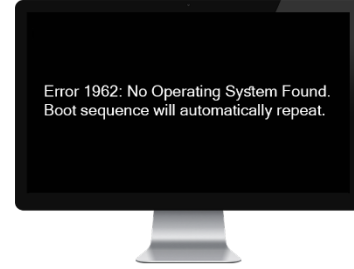 Error 1962: No Operating System Found.
Boot sequence will automatically repeat.